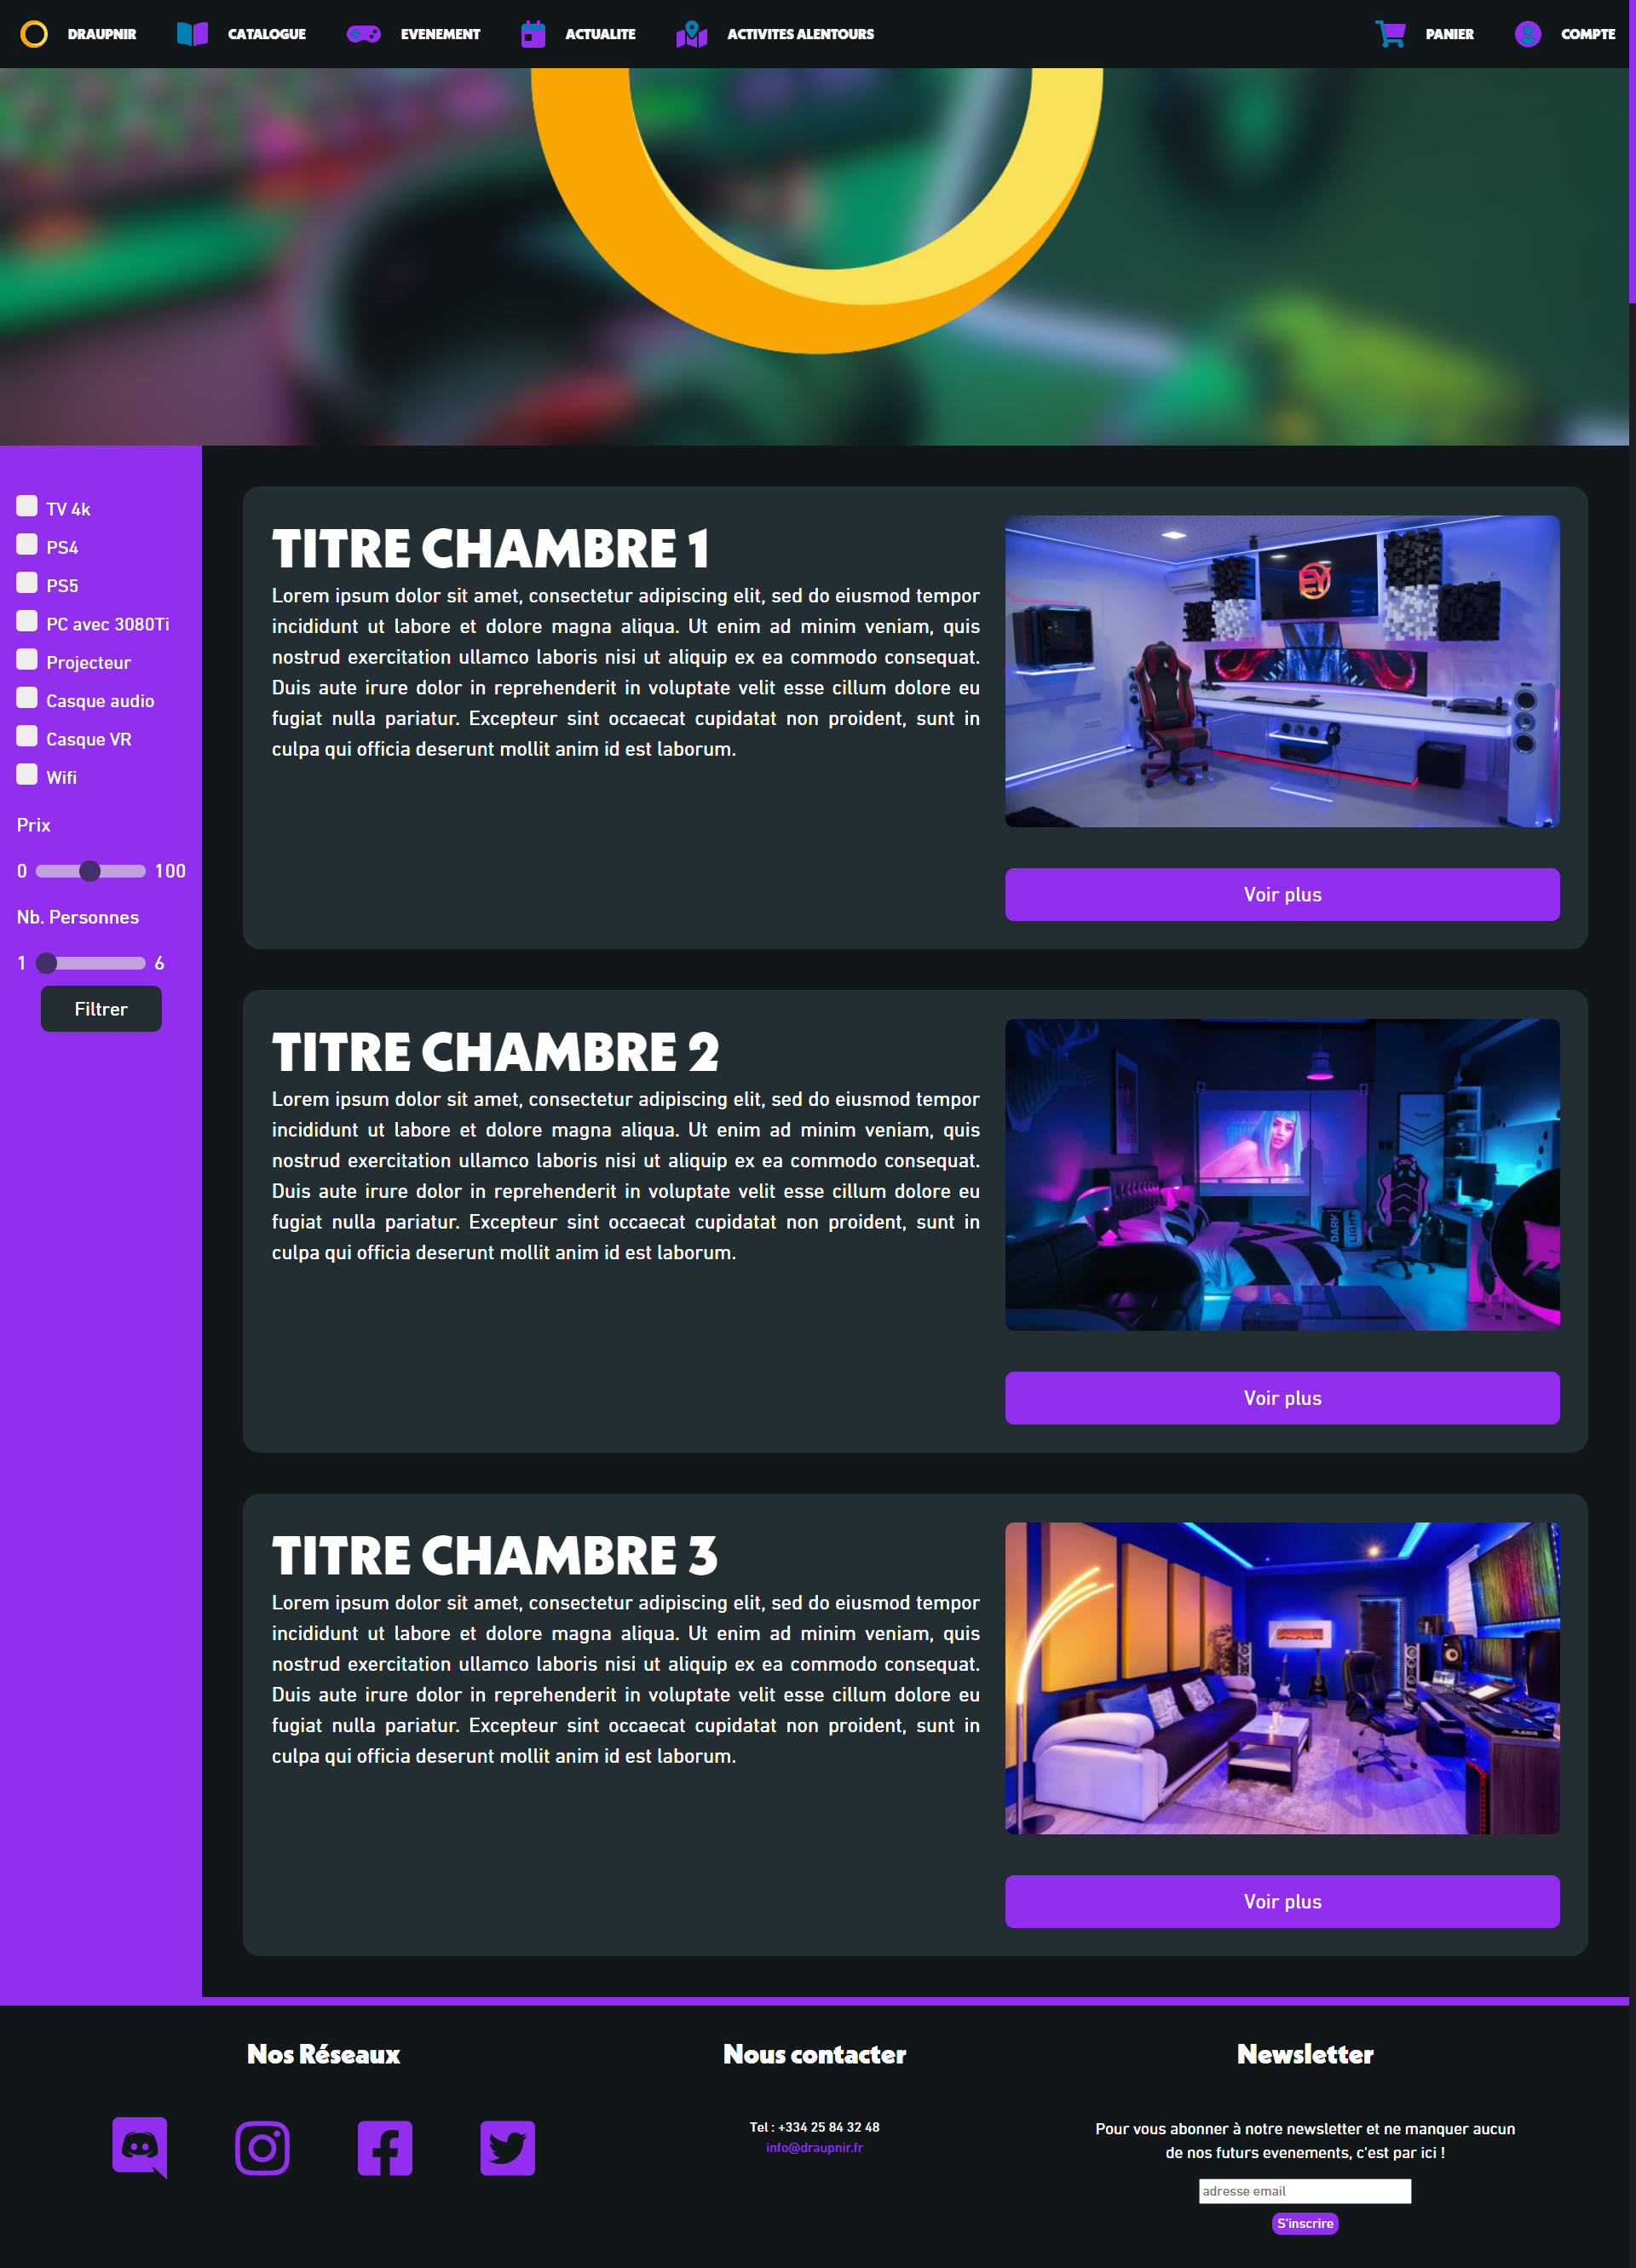 DRAUPNIR CATALOGUE EVENEMENT ACTUALITE ACTIVITES ALENTOURS PANIER COMPTE
TV 4k
PS4
PS5
PC avec 3080Ti
Projecteur
Casque audio
Casque VR
Wifi
Prix
0 100
Nb. Personnes
1 6
Filtrer
TITRE CHAMBRE 1
Lorem ipsum dolor sit amet, consectetur adipiscing elit, sed do eiusmod tempor
incididunt ut labore et dolore magna aliqua. Ut enim ad minim veniam, quis
nostrud exercitation ullamco laboris nisi ut aliquip ex ea commodo consequat.
Duis aute irure dolor in reprehenderit in voluptate velit esse cillum dolore eu
fugiat nulla pariatur. Excepteur sint occaecat cupidatat non proident, sunt in
culpa qui officia deserunt mollit anim id est laborum.
Voir plus
TITRE CHAMBRE 2
Lorem ipsum dolor sit amet, consectetur adipiscing elit, sed do eiusmod tempor
incididunt ut labore et dolore magna aliqua. Ut enim ad minim veniam, quis
nostrud exercitation ullamco laboris nisi ut aliquip ex ea commodo consequat.
Duis aute irure dolor in reprehenderit in voluptate velit esse cillum dolore eu
fugiat nulla pariatur. Excepteur sint occaecat cupidatat non proident, sunt in
culpa qui officia deserunt mollit anim id est laborum.
DARK
LIGHT
Voir plus
TITRE CHAMBRE 3
Lorem ipsum dolor sit amet, consectetur adipiscing elit, sed do eiusmod tempor
incididunt ut labore et dolore magna aliqua. Ut enim ad minim veniam, quis
nostrud exercitation ullamco laboris nisi ut aliquip ex ea commodo consequat.
Duis aute irure dolor in reprehenderit in voluptate velit esse cillum dolore eu
fugiat nulla pariatur. Excepteur sint occaecat cupidatat non proident, sunt in
culpa qui officia deserunt mollit anim id est laborum.
ALESIS
Voir plus
Nos Réseaux
Nous contacter
Tel : +334 25 84 32 48
info@draupnir.fr
Newsletter
Pour vous abonner à notre newsletter et ne manquer aucun
de nos futurs evenements, c'est par ici !
adresse email
S'inscrire